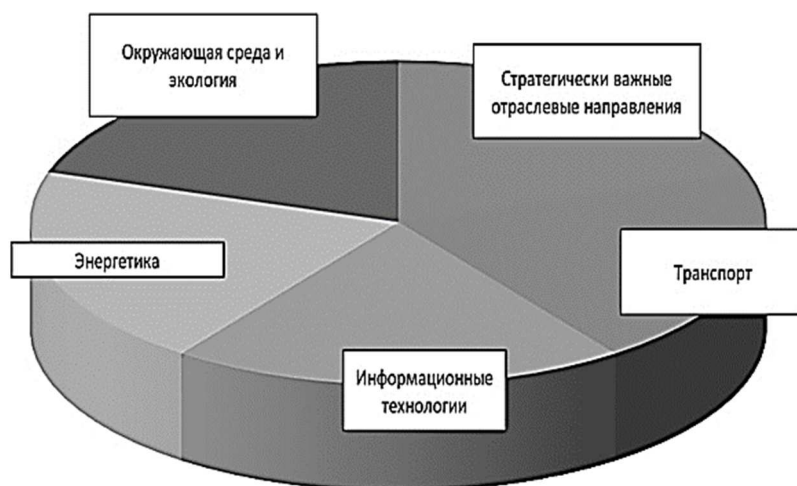 Окружающая среда и
экология
Стратегически важные
отраслевые направления
Энергетика
Транспорт
Информационные
технологии